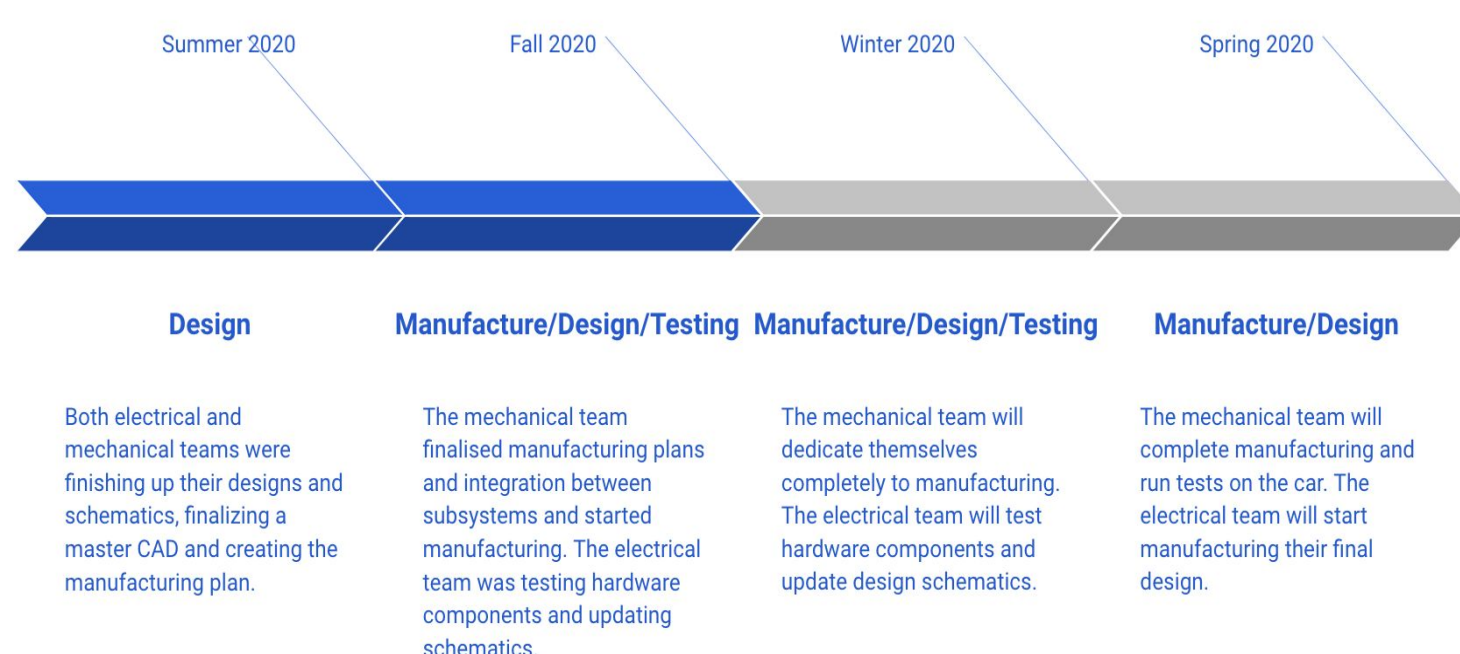 Summer 2020
Fall 2020
Winter 2020
Spring 2020
Design
Manufacture/Design/Testing
Manufacture/Design/Testing
Manufacture/Design
Both electrical and
mechanical teams were
finishing up their designs and
schematics, finalizing a
master CAD and creating the
manufacturing plan.
The mechanical team
finalised manufacturing plans
and integration between
subsystems and started
manufacturing. The electrical
team was testing hardware
components and updating
schematics.
The mechanical team will
dedicate themselves
completely to manufacturing.
The electrical team will test
hardware components and
update design schematics.
The mechanical team will
complete manufacturing and
run tests on the car. The
electrical team will start
manufacturing their final
design.